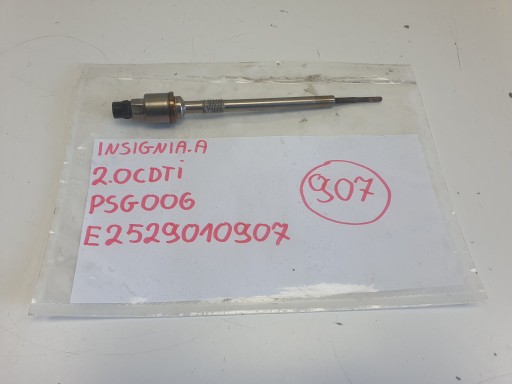 INSIGNIA.A
2.0CDTi
PSG006
E2529010907
907